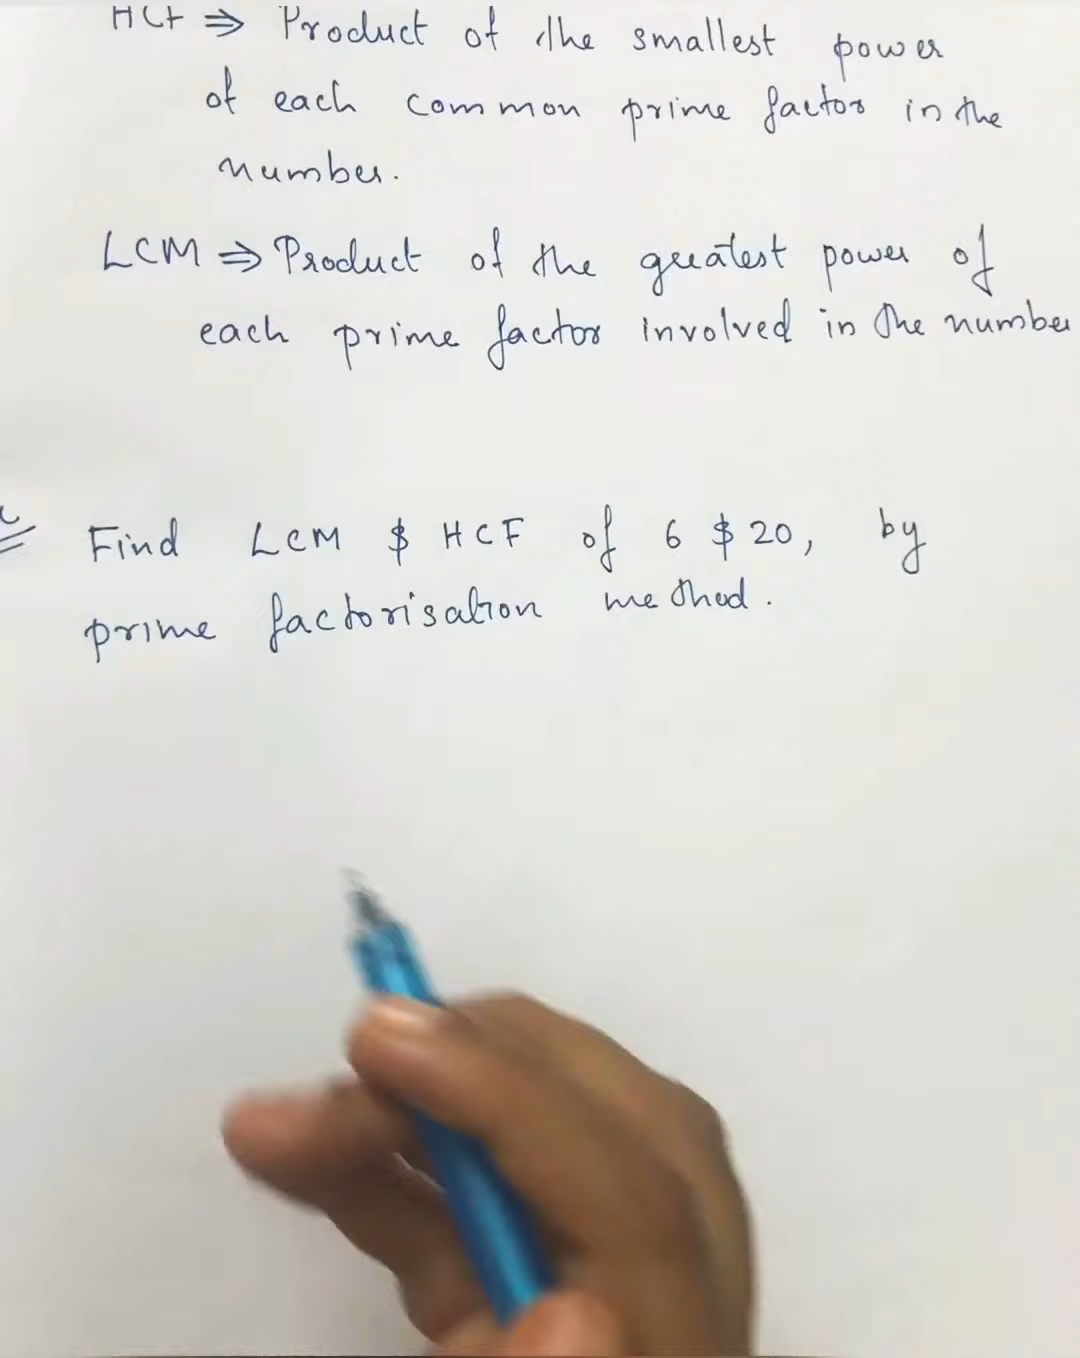 HCF ⇒ Product of the smallest power
of each common prime factor in the
number.
LCM ⇒ Product of the greatest power of
each prime factor involved in the number
Find LCM $ HCF of 6 $ 20, by
prime factorisation method.